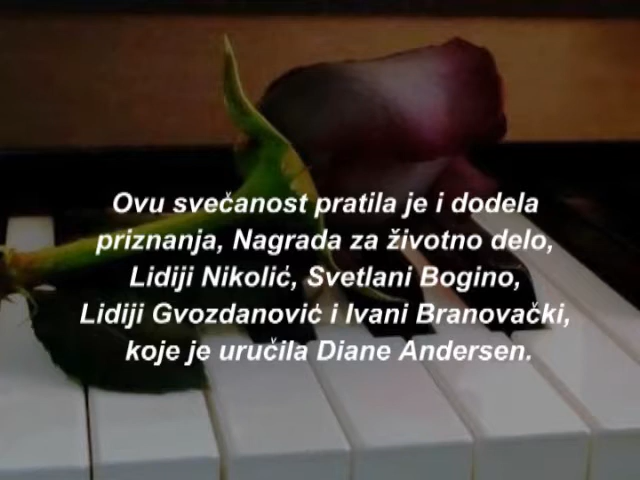 Ovu svečanost pratila je i dodela
priznanja, Nagrada za životno delo,
Lidiji Nikolić, Svetlani Bogino,
Lidiji Gvozdanović i Ivani Branovački,
koje je uručila Diane Andersen.